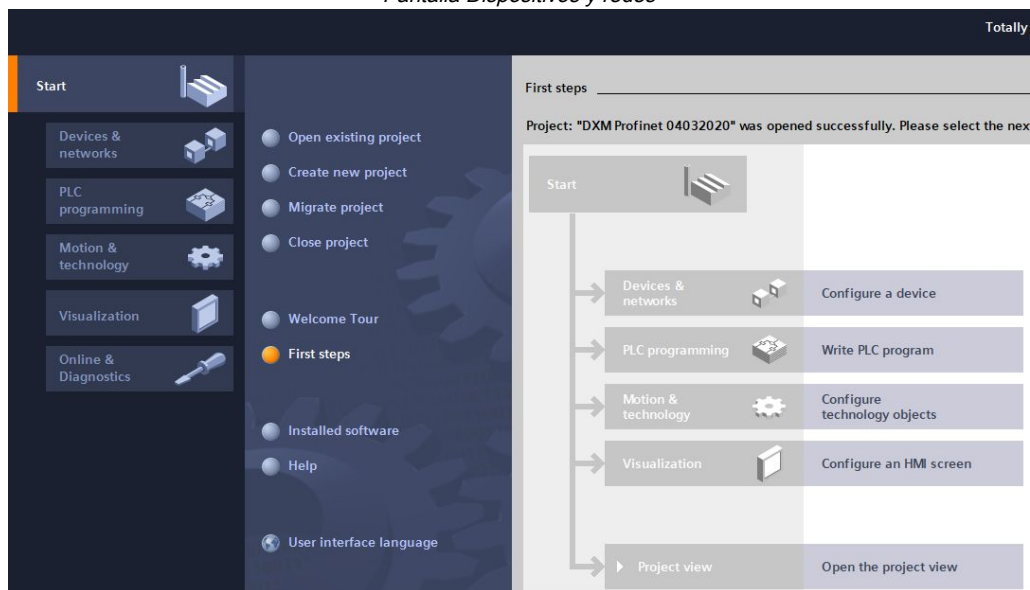 Pantalla Dispositivos y redes
Totally
Start
Devices &
networks
PLC
programming
Motion &
technology
Visualization
Online &
Diagnostics
Open existing project
Create new project
Migrate project
Close project
Welcome Tour
First steps
Installed software
Help
User interface language
First steps
Project: "DXM Profinet 04032020" was opened successfully. Please select the nex
Start
Devices &
networks
Configure a device
PLC programming
Write PLC program
Motion &
technology
Configure
technology objects
Visualization
Configure an HMI screen
Project view
Open the project view